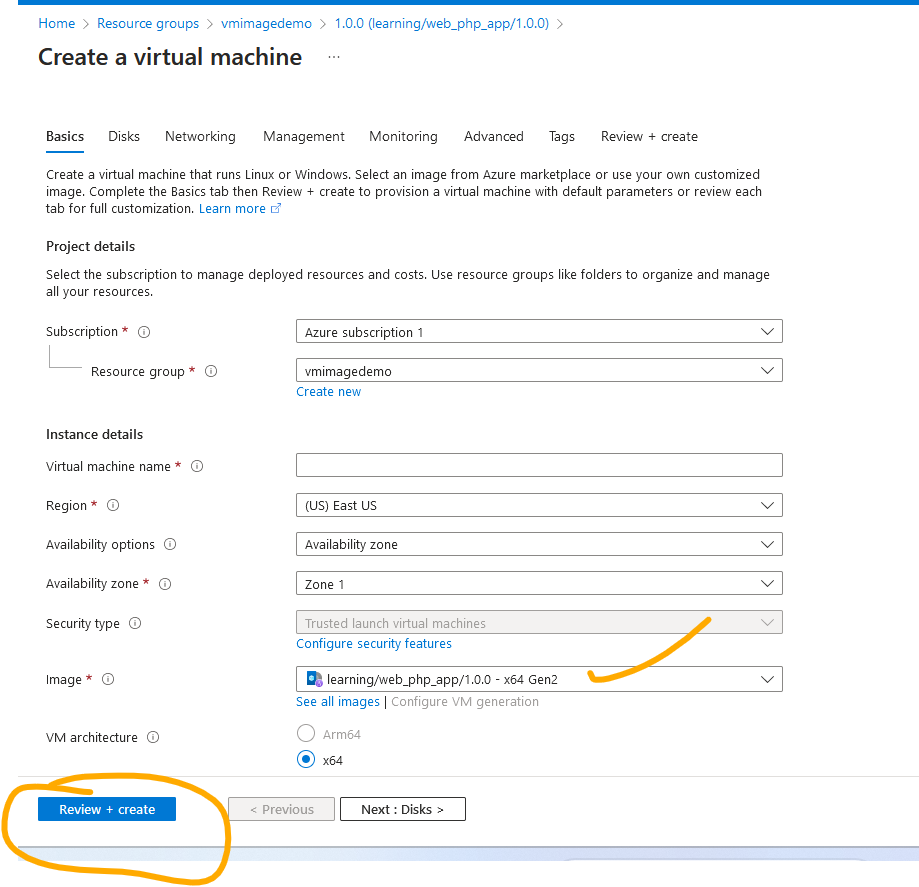 Home > Resource groups > vmimagedemo > 1.0.0 (learning/web_php_app/1.0.0) >
Create a virtual machine ...
Basics Disks Networking Management Monitoring Advanced Tags Review + create
Create a virtual machine that runs Linux or Windows. Select an image from Azure marketplace or use your own customized
image. Complete the Basics tab then Review + create to provision a virtual machine with default parameters or review each
tab for full customization. Learn more
Project details
Select the subscription to manage deployed resources and costs. Use resource groups like folders to organize and manage
all your resources.
Subscription * Azure subscription 1
Resource group * vmimagedemo
Create new
Instance details
Virtual machine name *
Region * (US) East US
Availability options Availability zone
Availability zone * Zone 1
Security type Trusted launch virtual machines
Configure security features
Image * learning/web_php_app/1.0.0 - x64 Gen2
See all images | Configure VM generation
VM architecture Arm64
x64
Review + create < Previous Next : Disks >